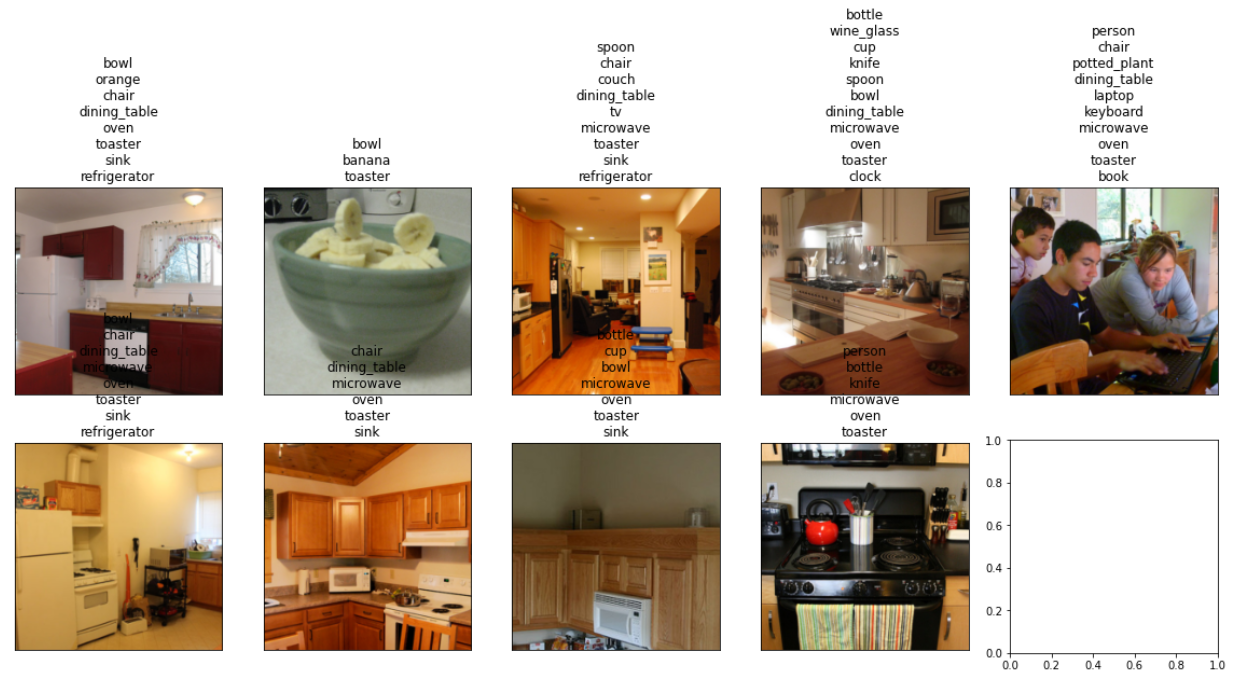 bowl
orange
chair
dining_table
oven
toaster
sink
refrigerator
bowl
banana
toaster
spoon
chair
couch
dining_table
tv
microwave
toaster
sink
refrigerator
bottle
wine_glass
cup
knife
spoon
bowl
dining_table
microwave
oven
toaster
clock
person
chair
potted_plant
dining_table
laptop
keyboard
microwave
oven
toaster
book
bowl
chair
dining_table
microwave
oven
toaster
sink
refrigerator
chair
dining_table
microwave
oven
toaster
sink
bottle
cup
bowl
microwave
oven
toaster
sink
person
bottle
knife
microwave
oven
toaster
1.0
0.8
0.6
0.4
0.2
0.0
0.0 0.2 0.4 0.6 0.8 1.0